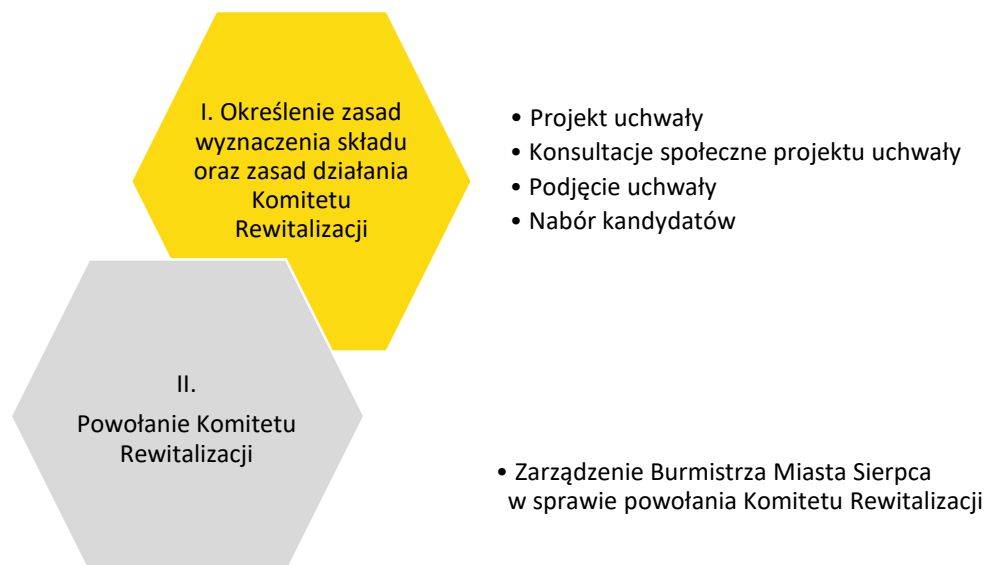 I. Określenie zasad
wyznaczenia składu
oraz zasad działania
Komitetu
Rewitalizacji
• Projekt uchwały
• Konsultacje społeczne projektu uchwały
• Podjęcie uchwały
• Nabór kandydatów
II.
Powołanie Komitetu
Rewitalizacji
• Zarządzenie Burmistrza Miasta Sierpca
w sprawie powołania Komitetu Rewitalizacji